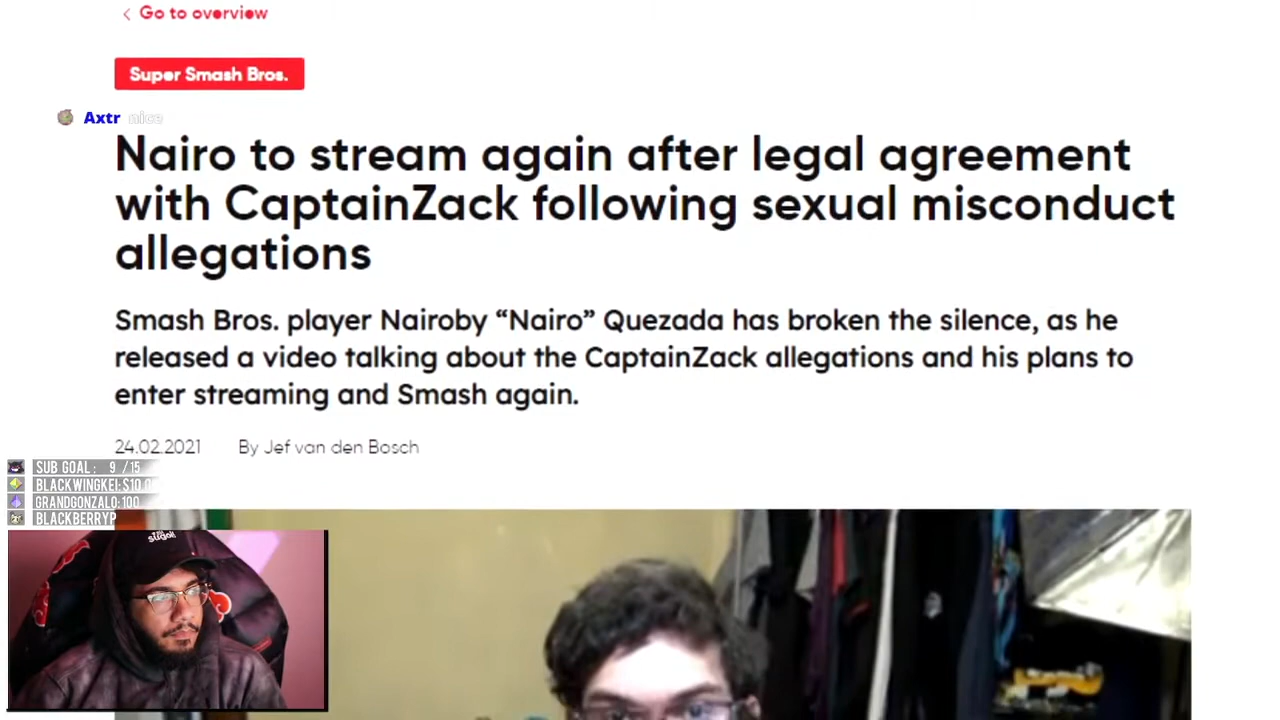 Go to overview
Super Smash Bros.
Axtr nice
Nairo to stream again after legal agreement
with CaptainZack following sexual misconduct
allegations
Smash Bros. player Nairoby “Nairo” Quezada has broken the silence, as he
released a video talking about the CaptainZack allegations and his plans to
enter streaming and Smash again.
24.02.2021 By Jef van den Bosch
SUB GOAL: 9 /15
BLACKWINGKEI:$10.0
GRANDGONZALO:100
BLACKBERRYP